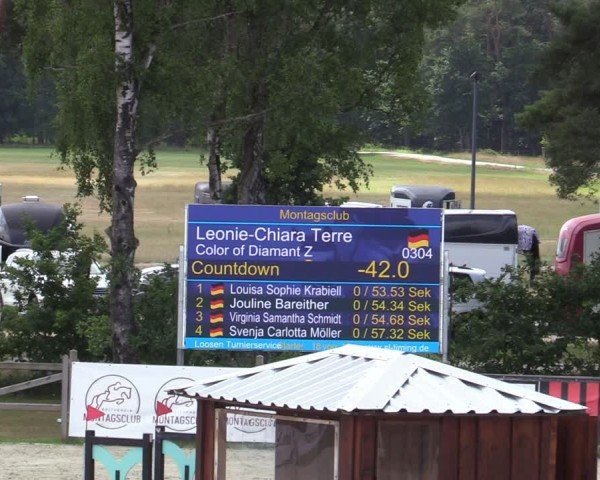 Montagsclub
Leonie-Chiara Terre
Color of Diamant Z 0304
Countdown -42.0
1 Louisa Sophie Krabiell 0 / 53.53 Sek
2 Jouline Bareither 0 / 54.34 Sek
3 Virginia Samantha Schmidt 0 / 54.68 Sek
4 Svenja Carlotta Möller 0 / 57.32 Sek
Loosen Turnierservice
MONTAGSCLUB MONTAGSCLUB MONTAGSCLUB